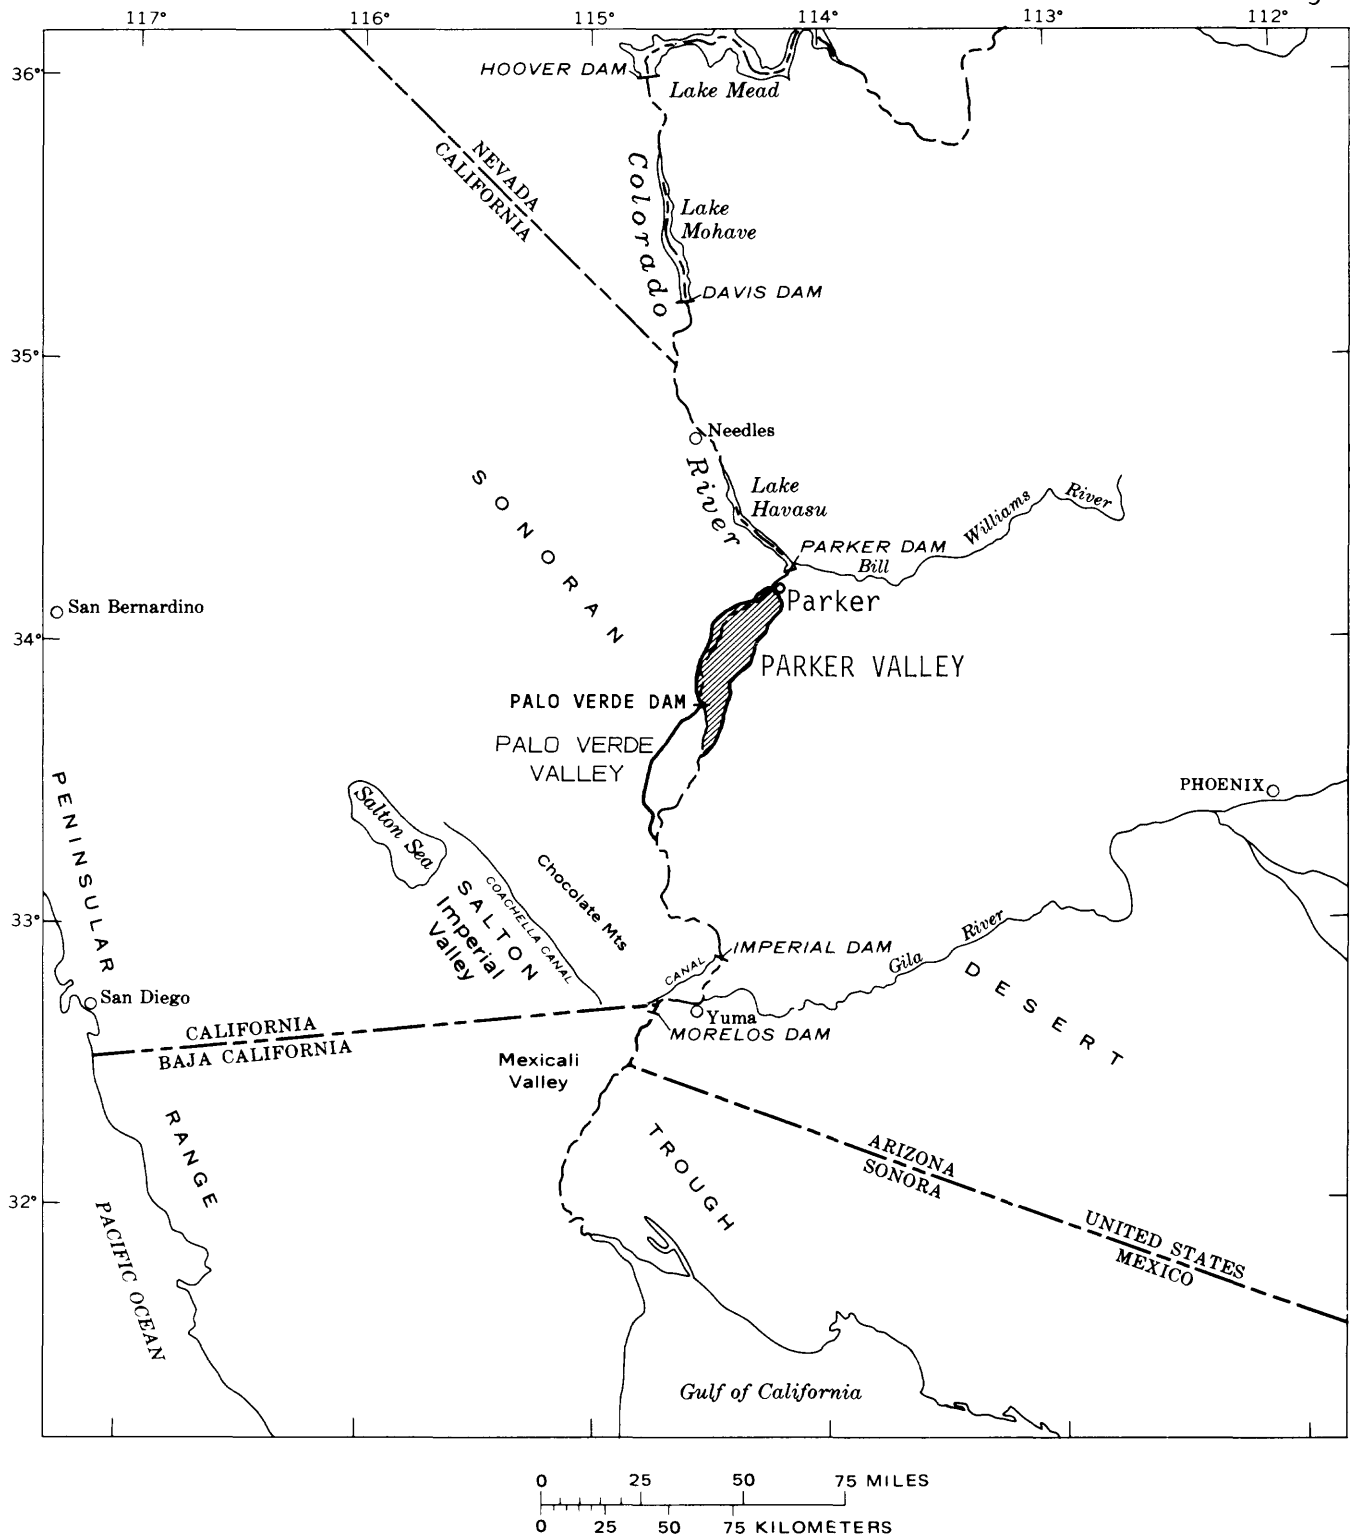 117° 116° 115° 114° 113° 112°
36°
HOOVER DAM
Lake Mead
NEVADA
CALIFORNIA
Colorado
Lake
Mohave
DAVIS DAM
35°
Needles
River
SONORAN
Lake
Havasu
Williams
River
PARKER DAM
Bill
San Bernardino
Parker
34°
PARKER VALLEY
PALO VERDE DAM
PALO VERDE
VALLEY
PENINSULAR
Salton Sea
PHOENIX
Chocolate Mts
COACHELLA CANAL
SALTON
Imperial
Valley
33°
River
IMPERIAL DAM
CANAL
Gila
DESERT
San Diego
Yuma
CALIFORNIA
MORELOS DAM
BAJA CALIFORNIA
Mexicali
Valley
RANGE
TROUGH
ARIZONA
SONORA
32°
PACIFIC OCEAN
UNITED STATES
MEXICO
Gulf of California
0 25 50 75 MILES
0 25 50 75 KILOMETERS